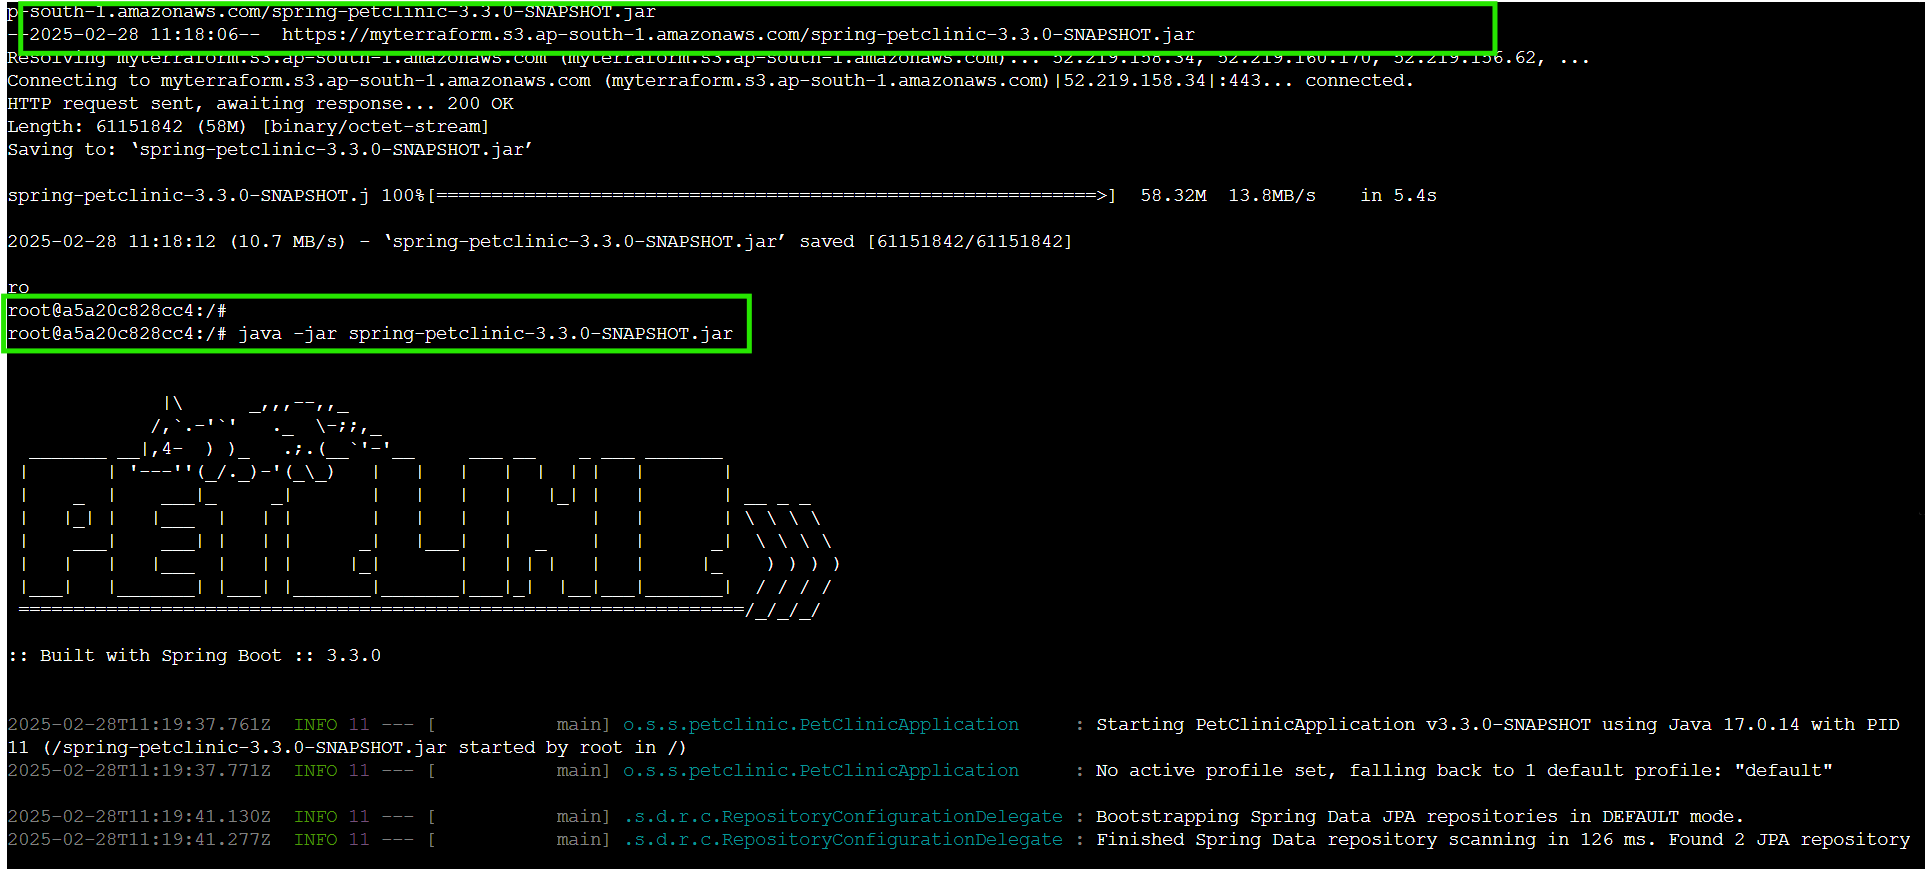 p-south-1.amazonaws.com/spring-petclinic-3.3.0-SNAPSHOT.jar
--2025-02-28 11:18:06--  https://myterraform.s3.ap-south-1.amazonaws.com/spring-petclinic-3.3.0-SNAPSHOT.jar
Resolving myterraform.s3.ap-south-1.amazonaws.com (myterraform.s3.ap-south-1.amazonaws.com)... 52.219.158.34, 52.219.160.170, 52.219.156.62, ...
Connecting to myterraform.s3.ap-south-1.amazonaws.com (myterraform.s3.ap-south-1.amazonaws.com)|52.219.158.34|:443... connected.
HTTP request sent, awaiting response... 200 OK
Length: 61151842 (58M) [binary/octet-stream]
Saving to: ‘spring-petclinic-3.3.0-SNAPSHOT.jar’
spring-petclinic-3.3.0-SNAPSHOT.j 100%[============================================================>]  58.32M  13.8MB/s    in 5.4s
2025-02-28 11:18:12 (10.7 MB/s) - ‘spring-petclinic-3.3.0-SNAPSHOT.jar’ saved [61151842/61151842]
ro
root@a5a20c828cc4:/#
root@a5a20c828cc4:/# java -jar spring-petclinic-3.3.0-SNAPSHOT.jar
PETCLINIC
:: Built with Spring Boot :: 3.3.0
2025-02-28T11:19:37.761Z  INFO 11 --- [           main] o.s.s.petclinic.PetClinicApplication     : Starting PetClinicApplication v3.3.0-SNAPSHOT using Java 17.0.14 with PID
11 (/spring-petclinic-3.3.0-SNAPSHOT.jar started by root in /)
2025-02-28T11:19:37.771Z  INFO 11 --- [           main] o.s.s.petclinic.PetClinicApplication     : No active profile set, falling back to 1 default profile: "default"
2025-02-28T11:19:41.130Z  INFO 11 --- [           main] .s.d.r.c.RepositoryConfigurationDelegate : Bootstrapping Spring Data JPA repositories in DEFAULT mode.
2025-02-28T11:19:41.277Z  INFO 11 --- [           main] .s.d.r.c.RepositoryConfigurationDelegate : Finished Spring Data repository scanning in 126 ms. Found 2 JPA repository